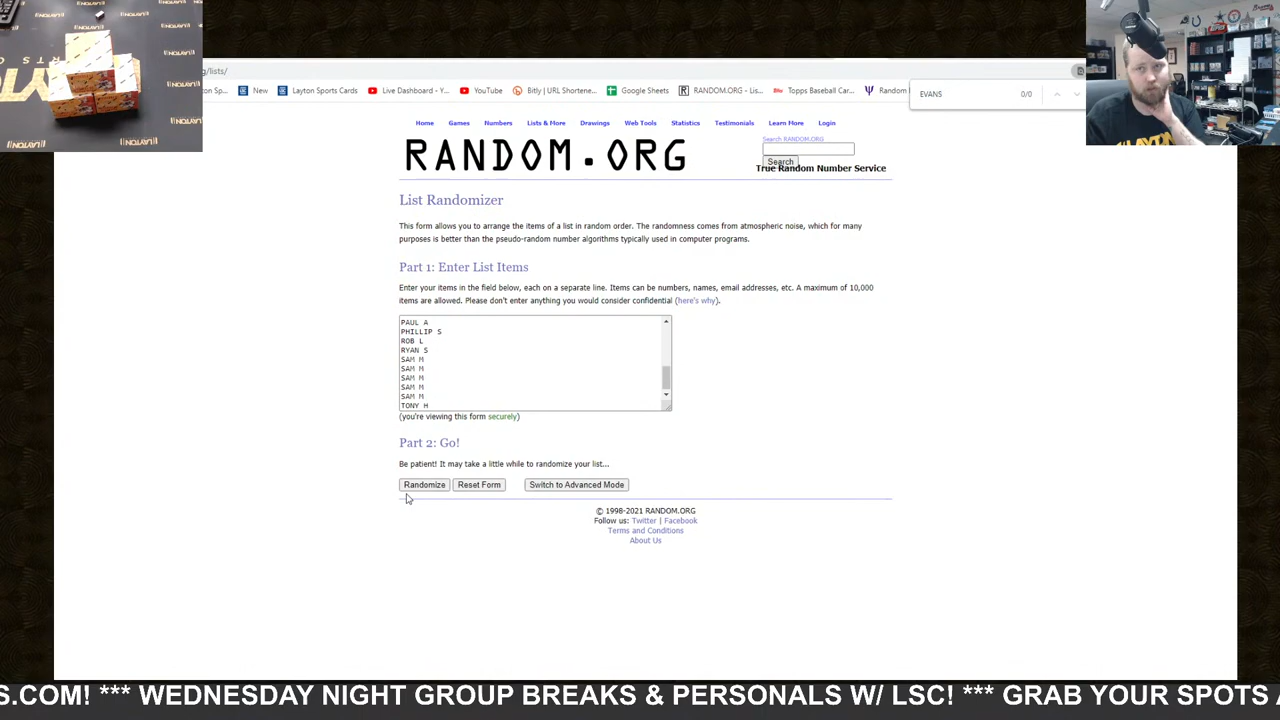 g/lists/
ayton Sp... New Layton Sports Cards Live Dashboard - Y... YouTube Bitly | URL Shortene... Google Sheets RANDOM.ORG - Lis... Topps Baseball Car... Random
EVANS 0/0
Home Games Numbers Lists & More Drawings Web Tools Statistics Testimonials Learn More Login
RANDOM.ORG
Search RANDOM.ORG
Search
True Random Number Service
List Randomizer
This form allows you to arrange the items of a list in random order. The randomness comes from atmospheric noise, which for many
purposes is better than the pseudo-random number algorithms typically used in computer programs.
Part 1: Enter List Items
Enter your items in the field below, each on a separate line. Items can be numbers, names, email addresses, etc. A maximum of 10,000
items are allowed. Please don't enter anything you would consider confidential (here's why).
PAUL A
PHILLIP S
ROB L
RYAN S
SAM M
SAM M
SAM M
SAM M
SAM M
TONY H
(you're viewing this form securely)
Part 2: Go!
Be patient! It may take a little while to randomize your list...
Randomize Reset Form Switch to Advanced Mode
© 1998-2021 RANDOM.ORG
Follow us: Twitter | Facebook
Terms and Conditions
About Us
S.COM! *** WEDNESDAY NIGHT GROUP BREAKS & PERSONALS W/ LSC! *** GRAB YOUR SPOTS